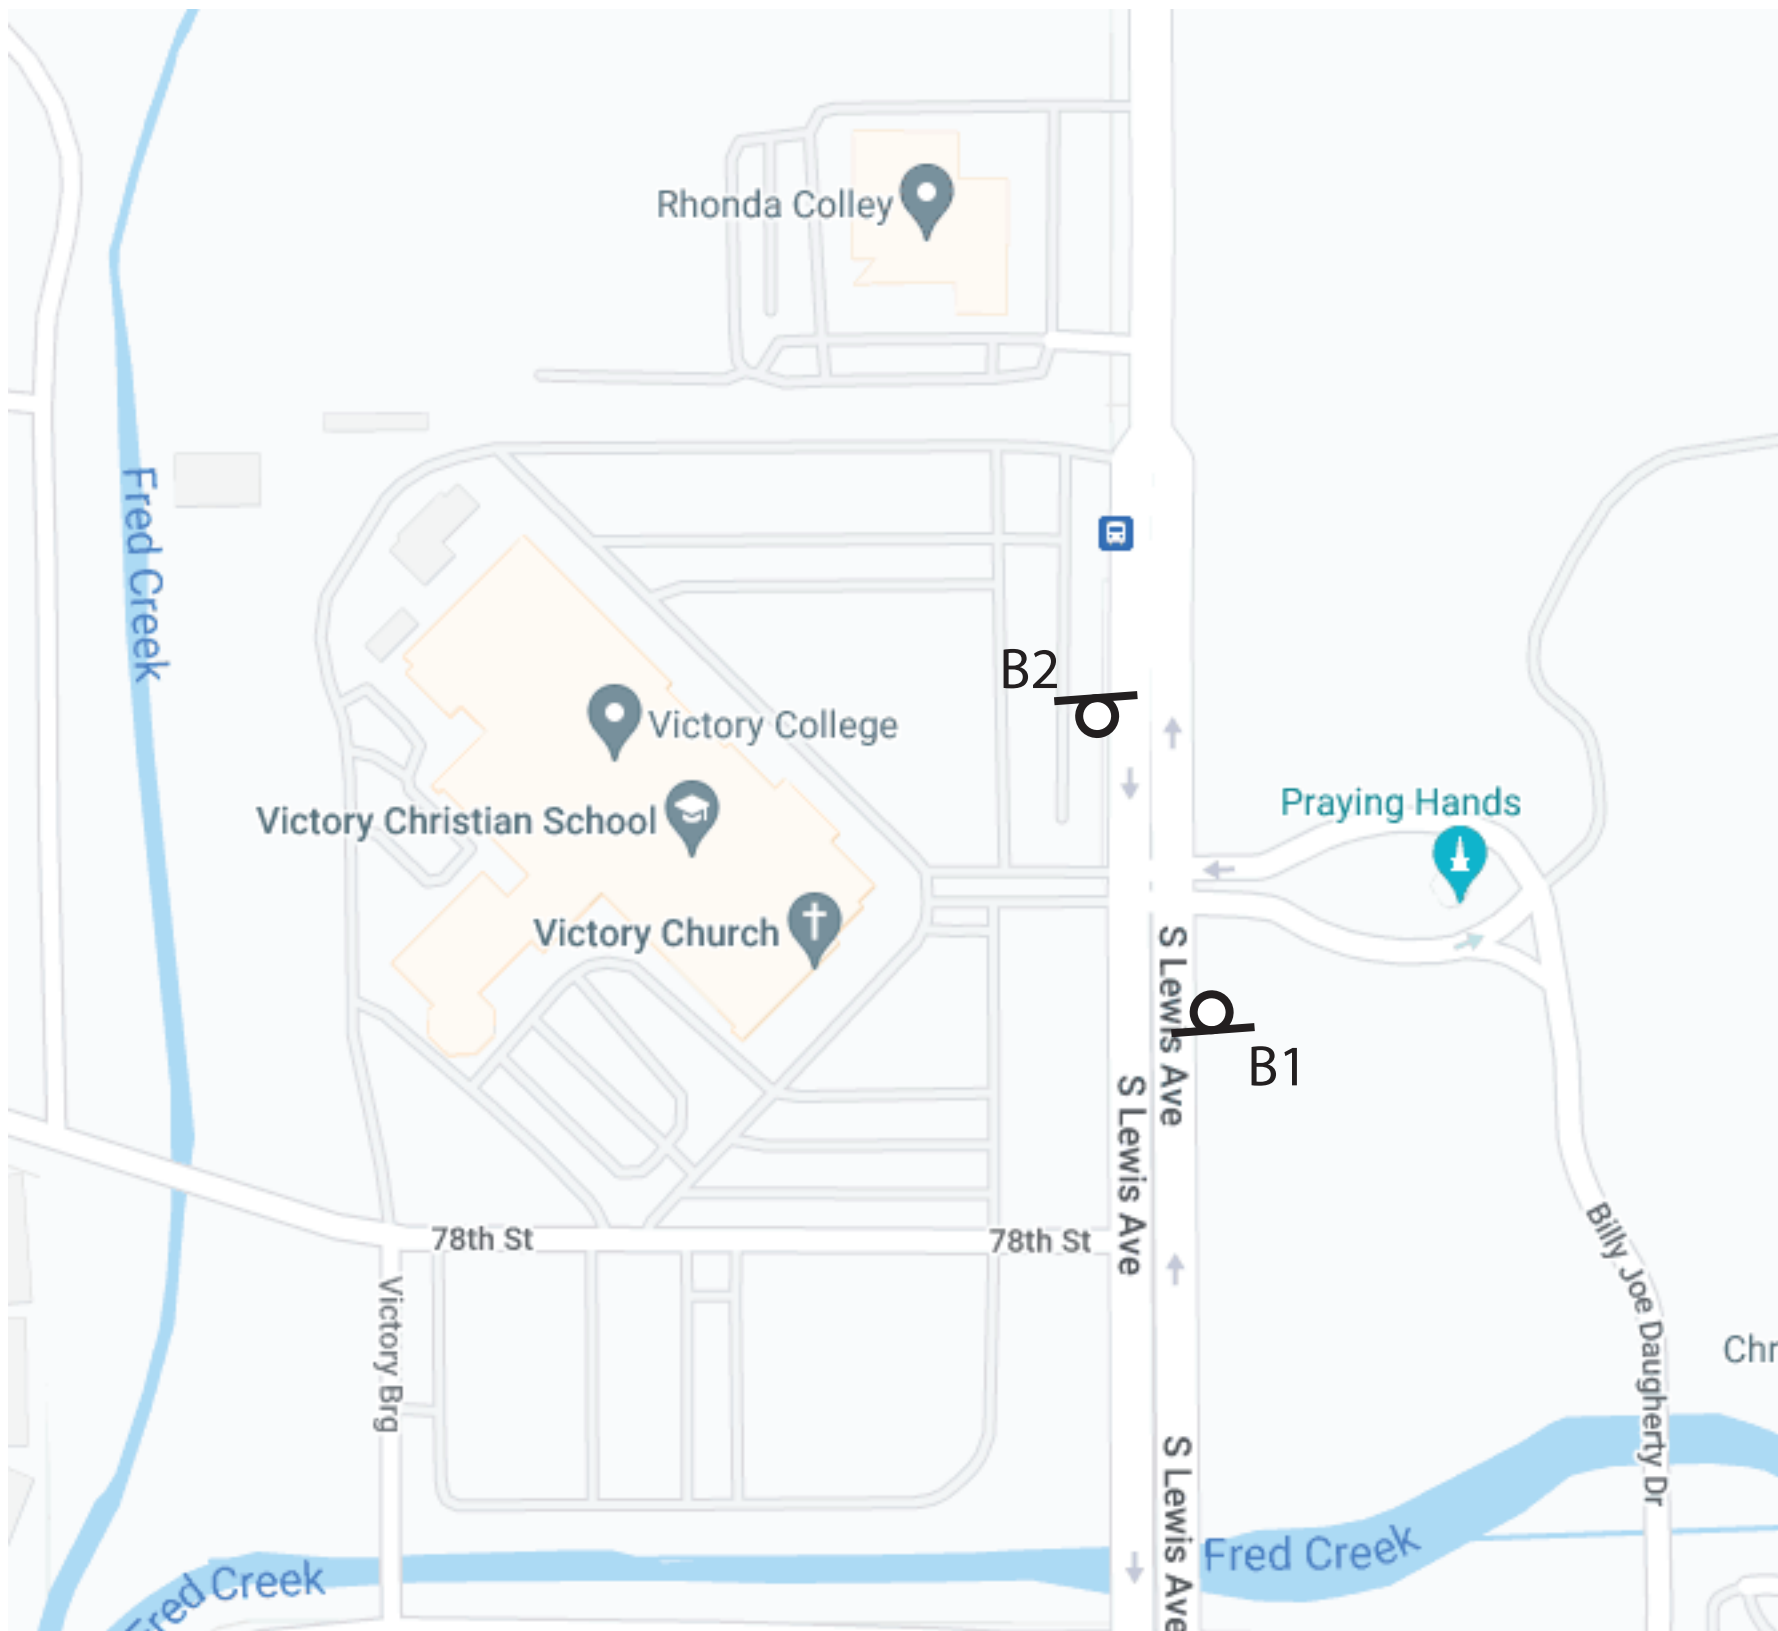 Rhonda Colley
Fred Creek
B2
Victory College
Praying Hands
Victory Christian School
Victory Church
S Lewis Ave
B1
S Lewis Ave
78th St
78th St
Billy Joe Daugherty Dr
Victory Brg
Chr
S Lewis Ave
Fred Creek
Fred Creek